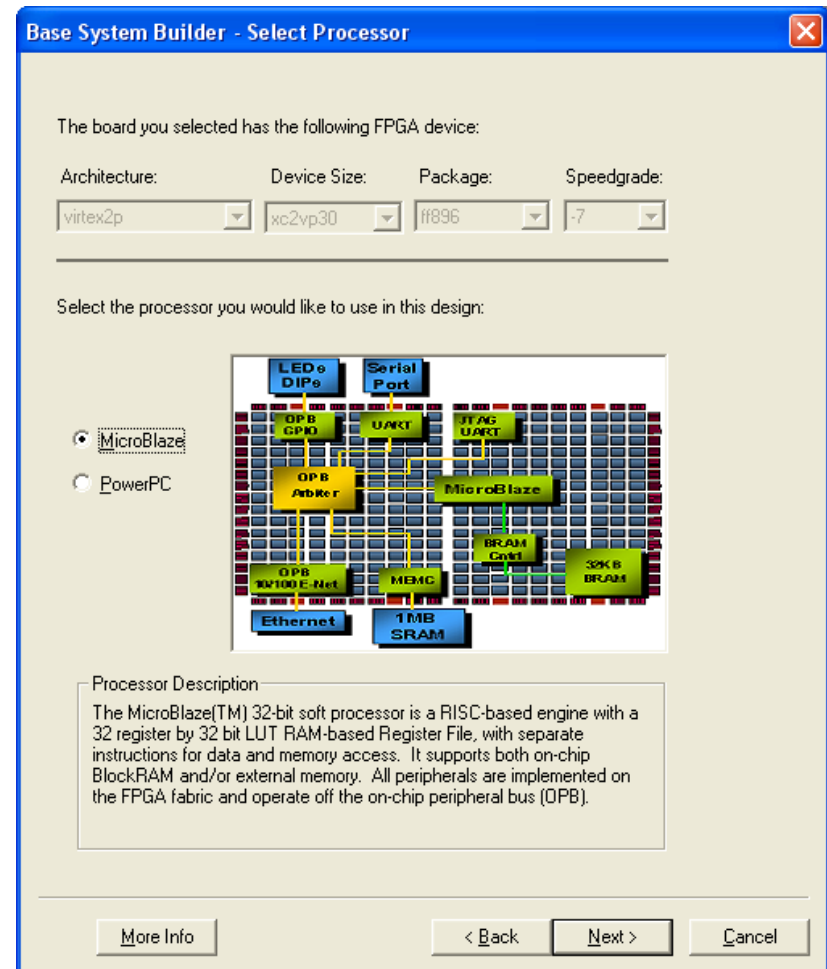 Base System Builder - Select Processor
The board you selected has the following FPGA device:
Architecture: Device Size: Package: Speedgrade:
virtex2p xc2vp30 ff896 -7
Select the processor you would like to use in this design:
MicroBlaze
PowerPC
LEDs
DIPs
Serial
Port
OPB
GPIO
UART
JTAG
UART
OPB
Arbiter
MicroBlaze
BRAM
Cntrl
32KB
BRAM
OPB
10/100 E-Net
MEMC
Ethernet
1MB
SRAM
Processor Description
The MicroBlaze(TM) 32-bit soft processor is a RISC-based engine with a
32 register by 32 bit LUT RAM-based Register File, with separate
instructions for data and memory access. It supports both on-chip
BlockRAM and/or external memory. All peripherals are implemented on
the FPGA fabric and operate off the on-chip peripheral bus (OPB).
More Info < Back Next > Cancel